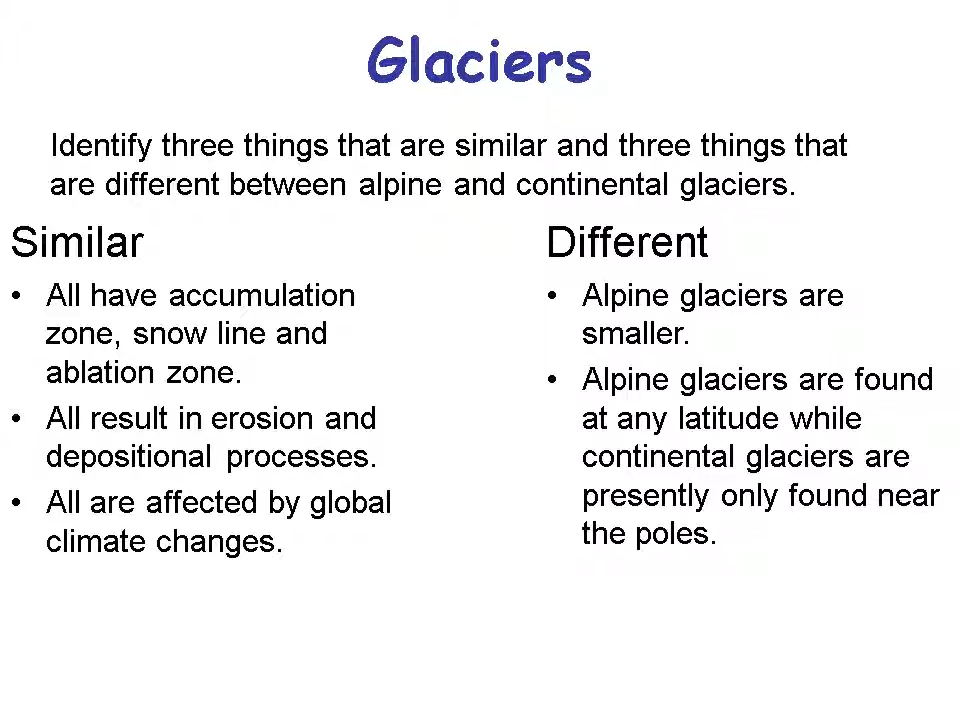 Glaciers
Identify three things that are similar and three things that
are different between alpine and continental glaciers.
Similar
• All have accumulation
zone, snow line and
ablation zone.
• All result in erosion and
depositional processes.
• All are affected by global
climate changes.
Different
• Alpine glaciers are
smaller.
• Alpine glaciers are found
at any latitude while
continental glaciers are
presently only found near
the poles.